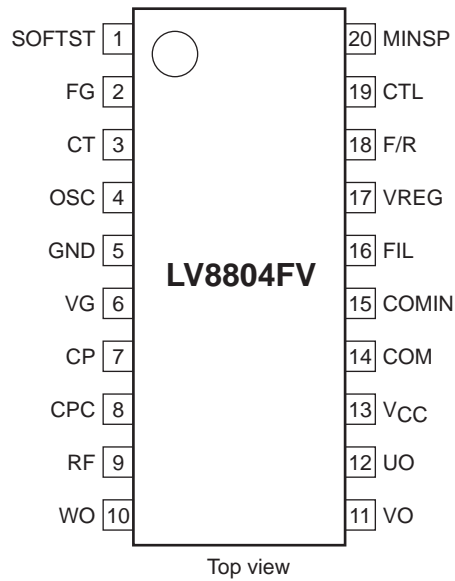 SOFTST 1 20 MINSP
FG 2 19 CTL
CT 3 18 F/R
OSC 4 17 VREG
GND 5 16 FIL
LV8804FV
VG 6 15 COMIN
CP 7 14 COM
CPC 8 13 VCC
RF 9 12 UO
WO 10 11 VO
Top view